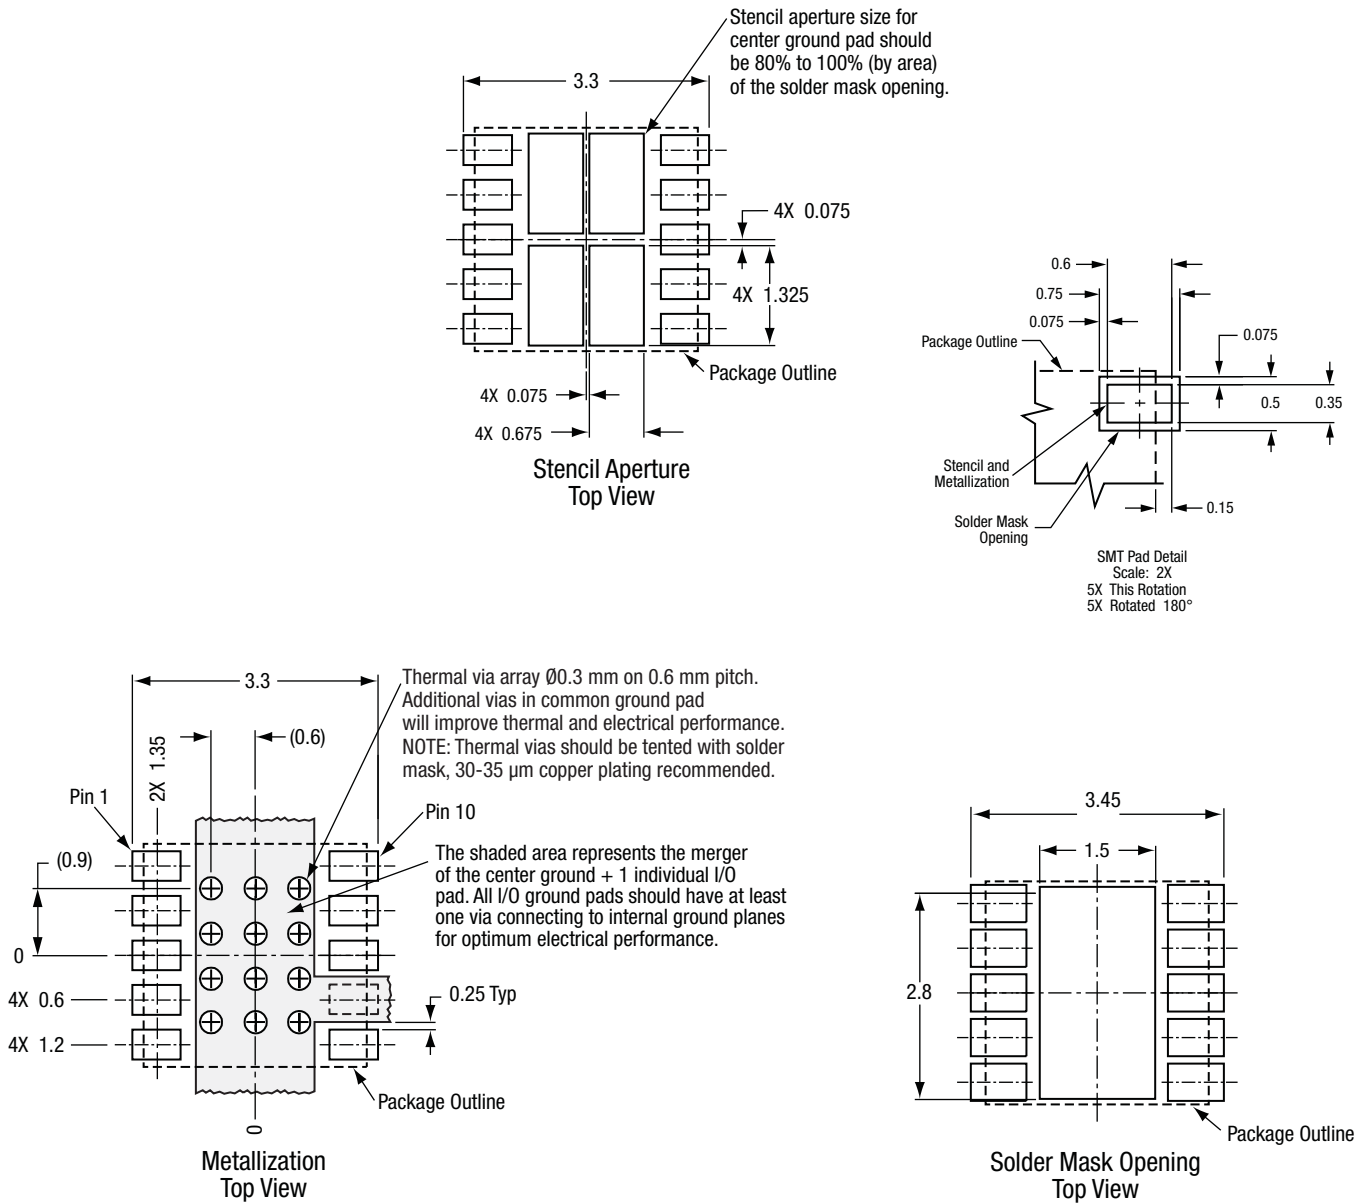 Stencil aperture size for
center ground pad should
be 80% to 100% (by area)
of the solder mask opening.
3.3
4X 0.075
4X 1.325
Package Outline
4X 0.075
4X 0.675
Stencil Aperture
Top View
0.6
0.75
0.075
0.075
Package Outline
0.5
0.35
Stencil and
Metallization
0.15
Solder Mask
Opening
SMT Pad Detail
Scale: 2X
5X This Rotation
5X Rotated 180°
3.3
Thermal via array Ø0.3 mm on 0.6 mm pitch.
Additional vias in common ground pad
will improve thermal and electrical performance.
NOTE: Thermal vias should be tented with solder
mask, 30-35 µm copper plating recommended.
(0.6)
2X 1.35
Pin 1
Pin 10
(0.9)
The shaded area represents the merger
of the center ground + 1 individual I/O
pad. All I/O ground pads should have at least
one via connecting to internal ground planes
for optimum electrical performance.
0
4X 0.6
0.25 Typ
4X 1.2
Package Outline
0
Metallization
Top View
3.45
1.5
2.8
Package Outline
Solder Mask Opening
Top View